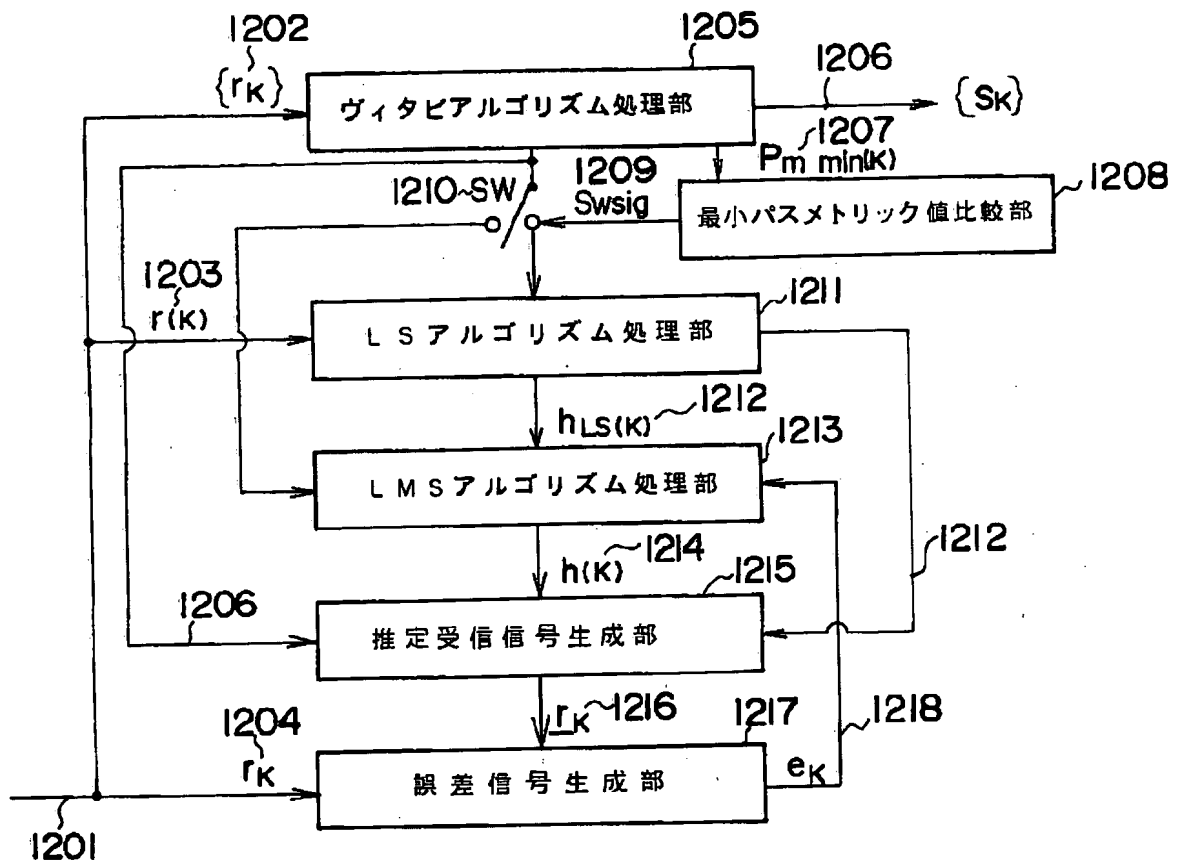 1202
1205
1206
{rK}
ヴィタビアルゴリズム処理部
{SK}
1207
Pm min(K)
1209
1208
1210 SW
Swsig
最小パスメトリック値比較部
1203
r(K)
1211
LSアルゴリズム処理部
hLS(K) 1212
1213
LMSアルゴリズム処理部
1212
h(K) 1214
1215
1206
推定受信信号生成部
rK 1216
1217
1218
1204
rK
誤差信号生成部
eK
1201